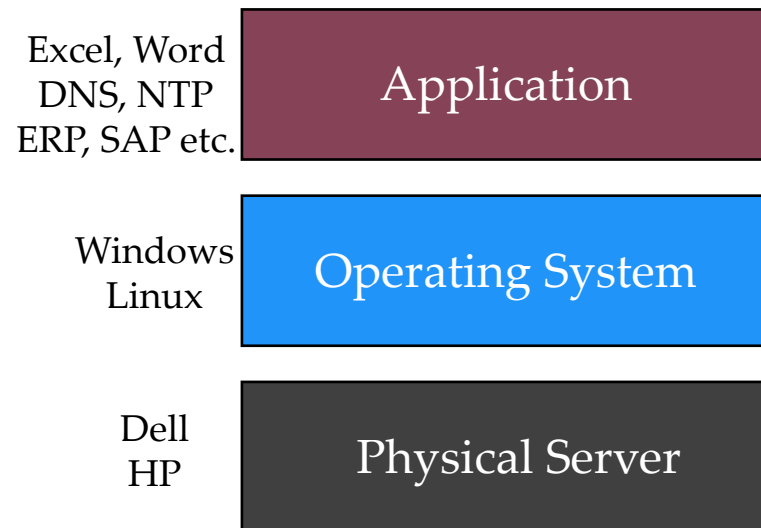 Excel, Word
DNS, NTP
ERP, SAP etc.
Application
Windows
Linux
Operating System
Dell
HP
Physical Server